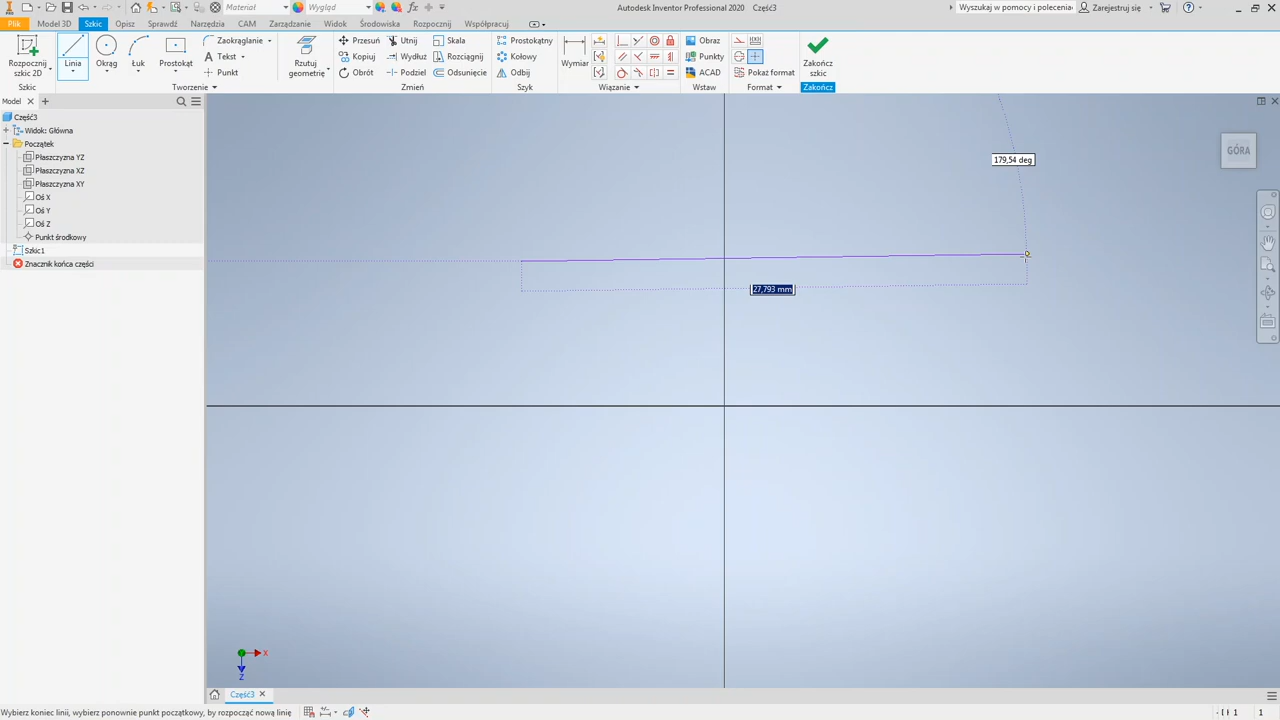 Materiał
Wygląd
Autodesk Inventor Professional 2020 Część3
Wyszukaj w pomocy i polecenia
Zarejestruj się
Plik Model 3D Szkic Opisz Sprawdź Narzędzia CAM Zarządzanie Widok Środowiska Rozpocznij Współpracuj
Rozpocznij szkic 2D
Linia
Okrąg
Łuk
Prostokąt
Zaokrąglanie
Tekst
Punkt
Rzutuj geometrię
Przesuń
Kopiuj
Obrót
Utnij
Wydłuż
Podziel
Skala
Rozciągnij
Odsunięcie
Prostokątny
Kołowy
Odbij
Wymiar
Obraz
Punkty
ACAD
Pokaż format
Zakończ szkic
Szkic
Tworzenie
Zmień
Szyk
Wiązanie
Wstaw
Format
Zakończ
Model
Część3
Widok: Główna
Początek
Płaszczyzna YZ
Płaszczyzna XZ
Płaszczyzna XY
Oś X
Oś Y
Oś Z
Punkt środkowy
Szkic1
Znacznik końca części
179,54 deg
GÓRA
27,793 mm
X
Z
Część3
Wybierz koniec linii, wybierz ponownie punkt początkowy, by rozpocząć nową linię
1 1